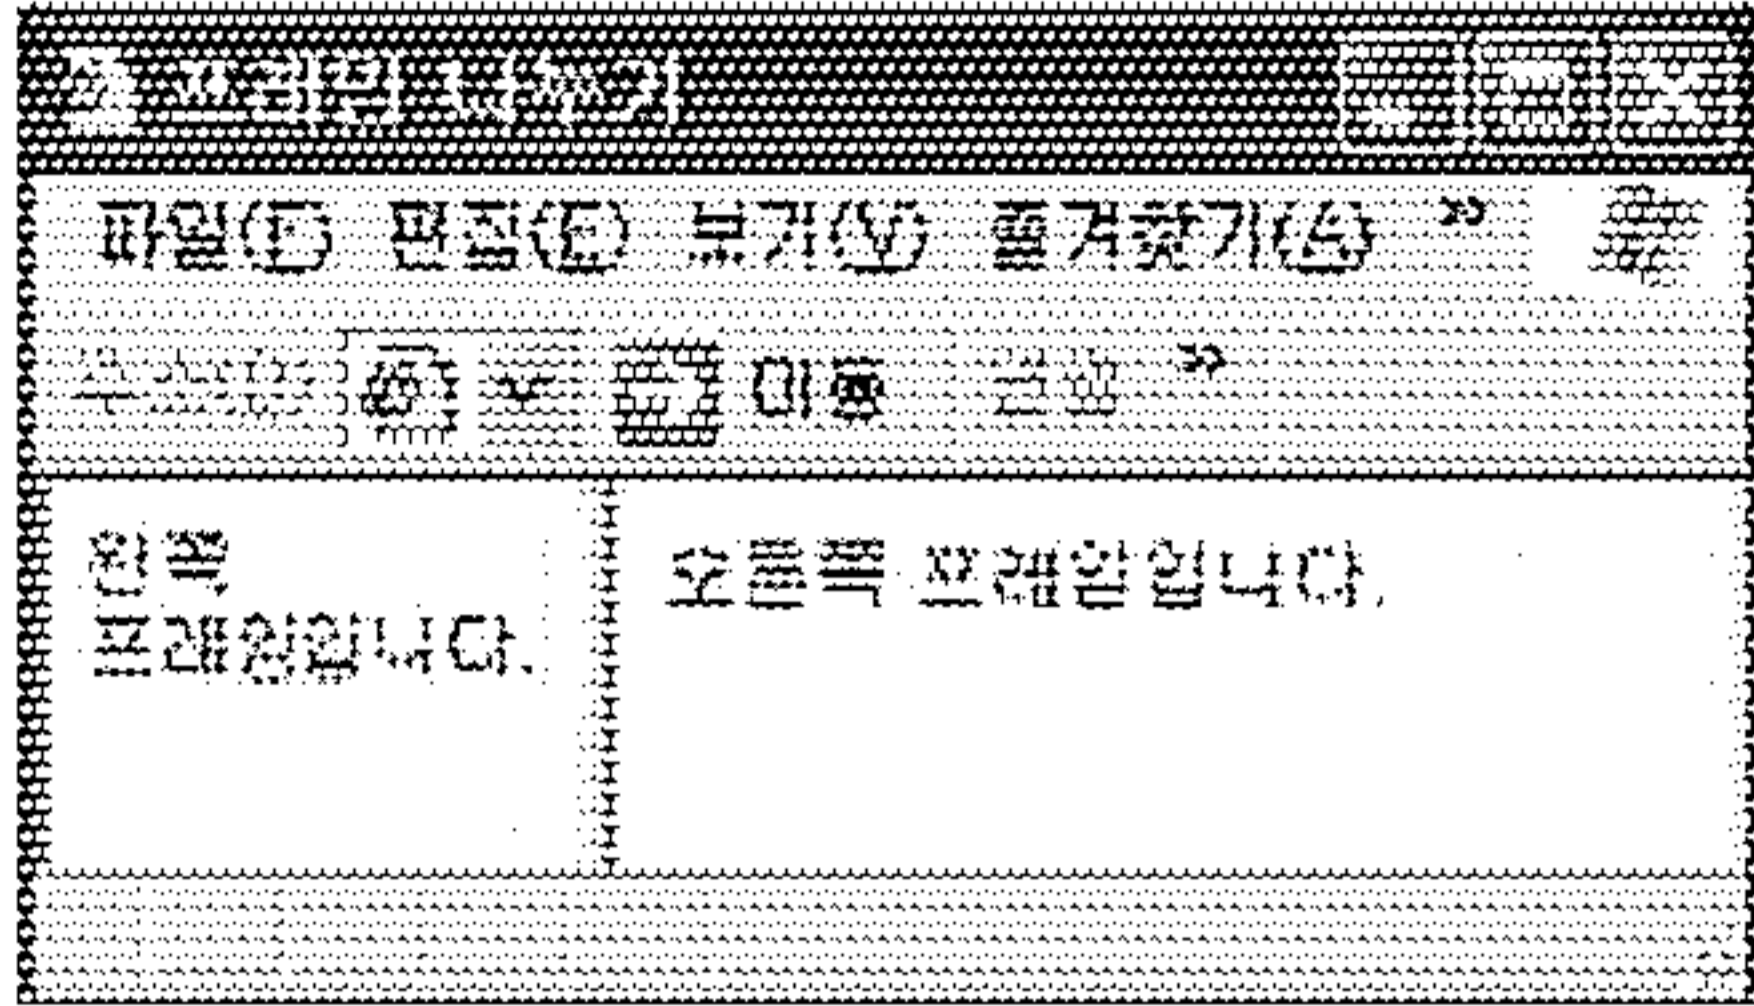 파일(F) 편집(E) 보기(V) 즐겨찾기(A) »
이동 »
왼쪽
프레임입니다.
오른쪽 프레임입니다.